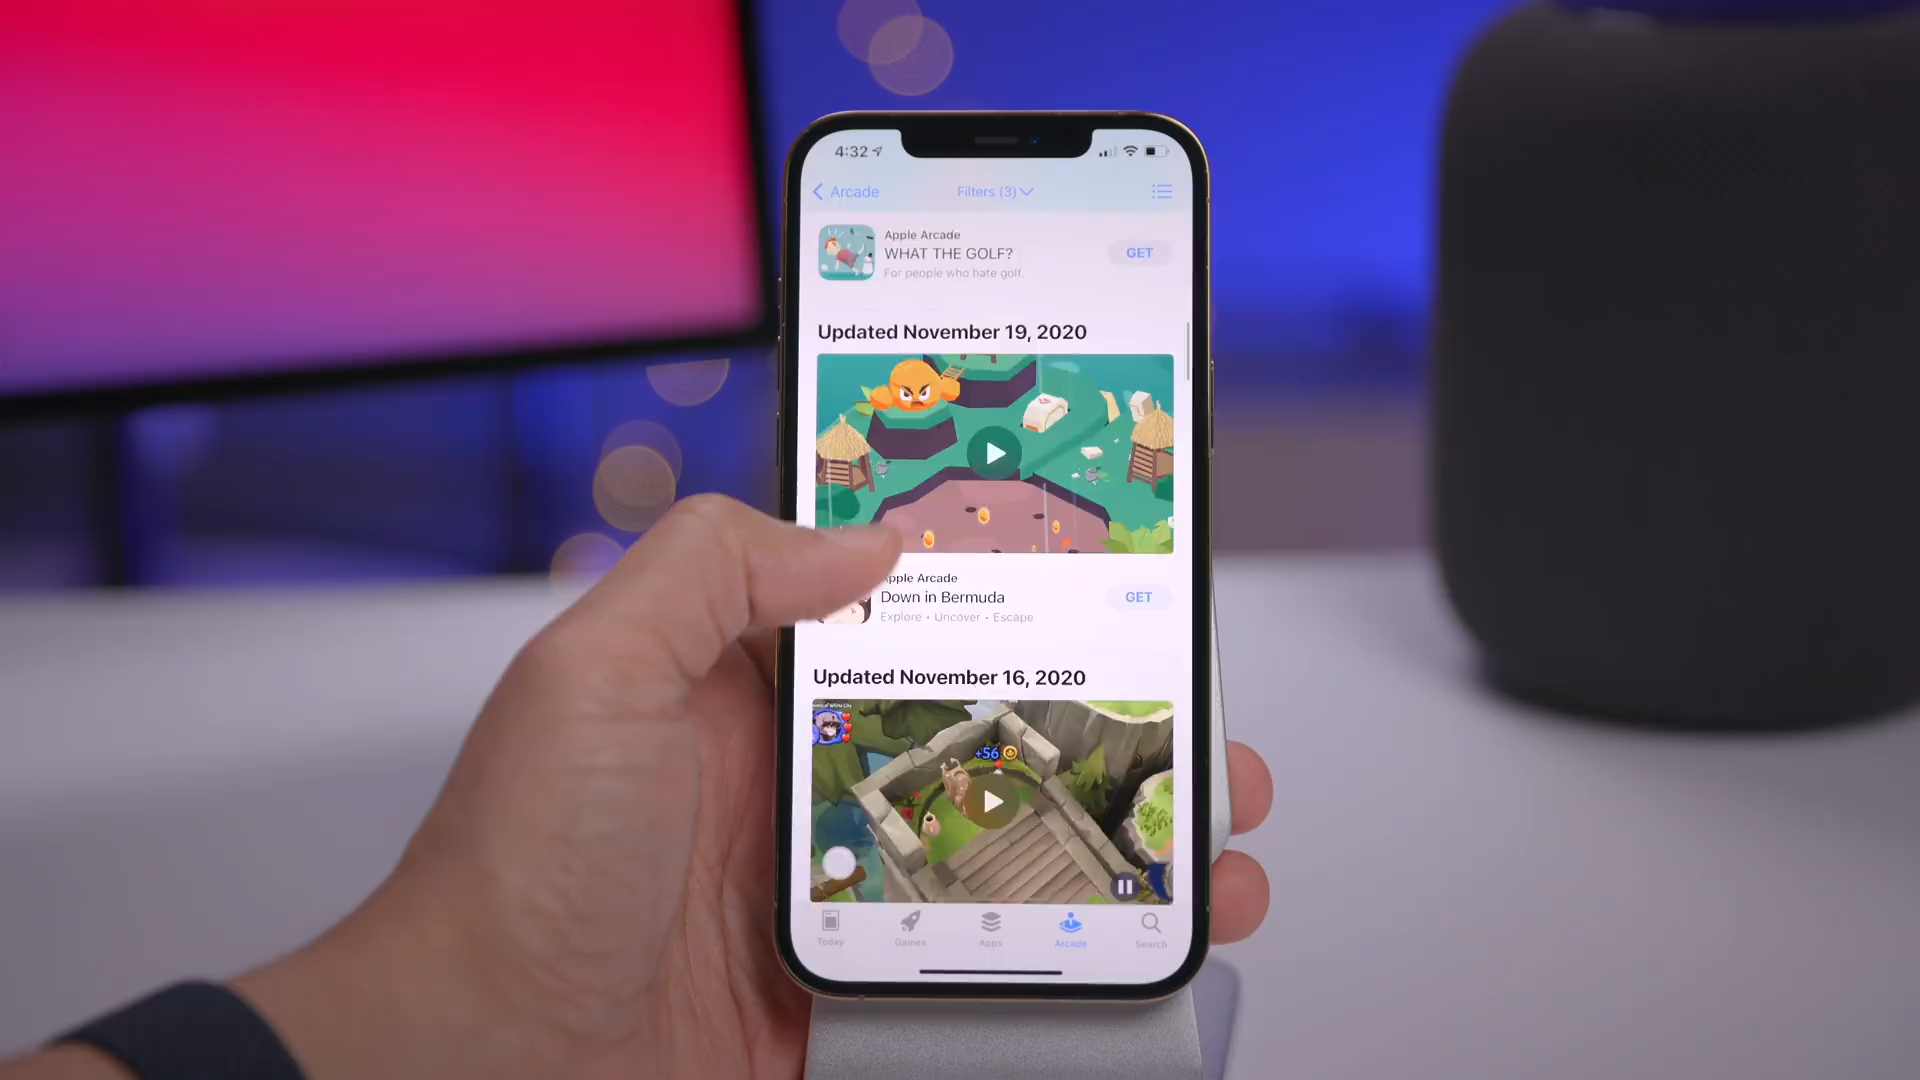 4:32
Arcade
Filters (3)
Apple Arcade
WHAT THE GOLF?
For people who hate golf.
GET
Updated November 19, 2020
Apple Arcade
Down in Bermuda
Explore • Uncover • Escape
GET
Updated November 16, 2020
+56
Today
Games
Apps
Arcade
Search